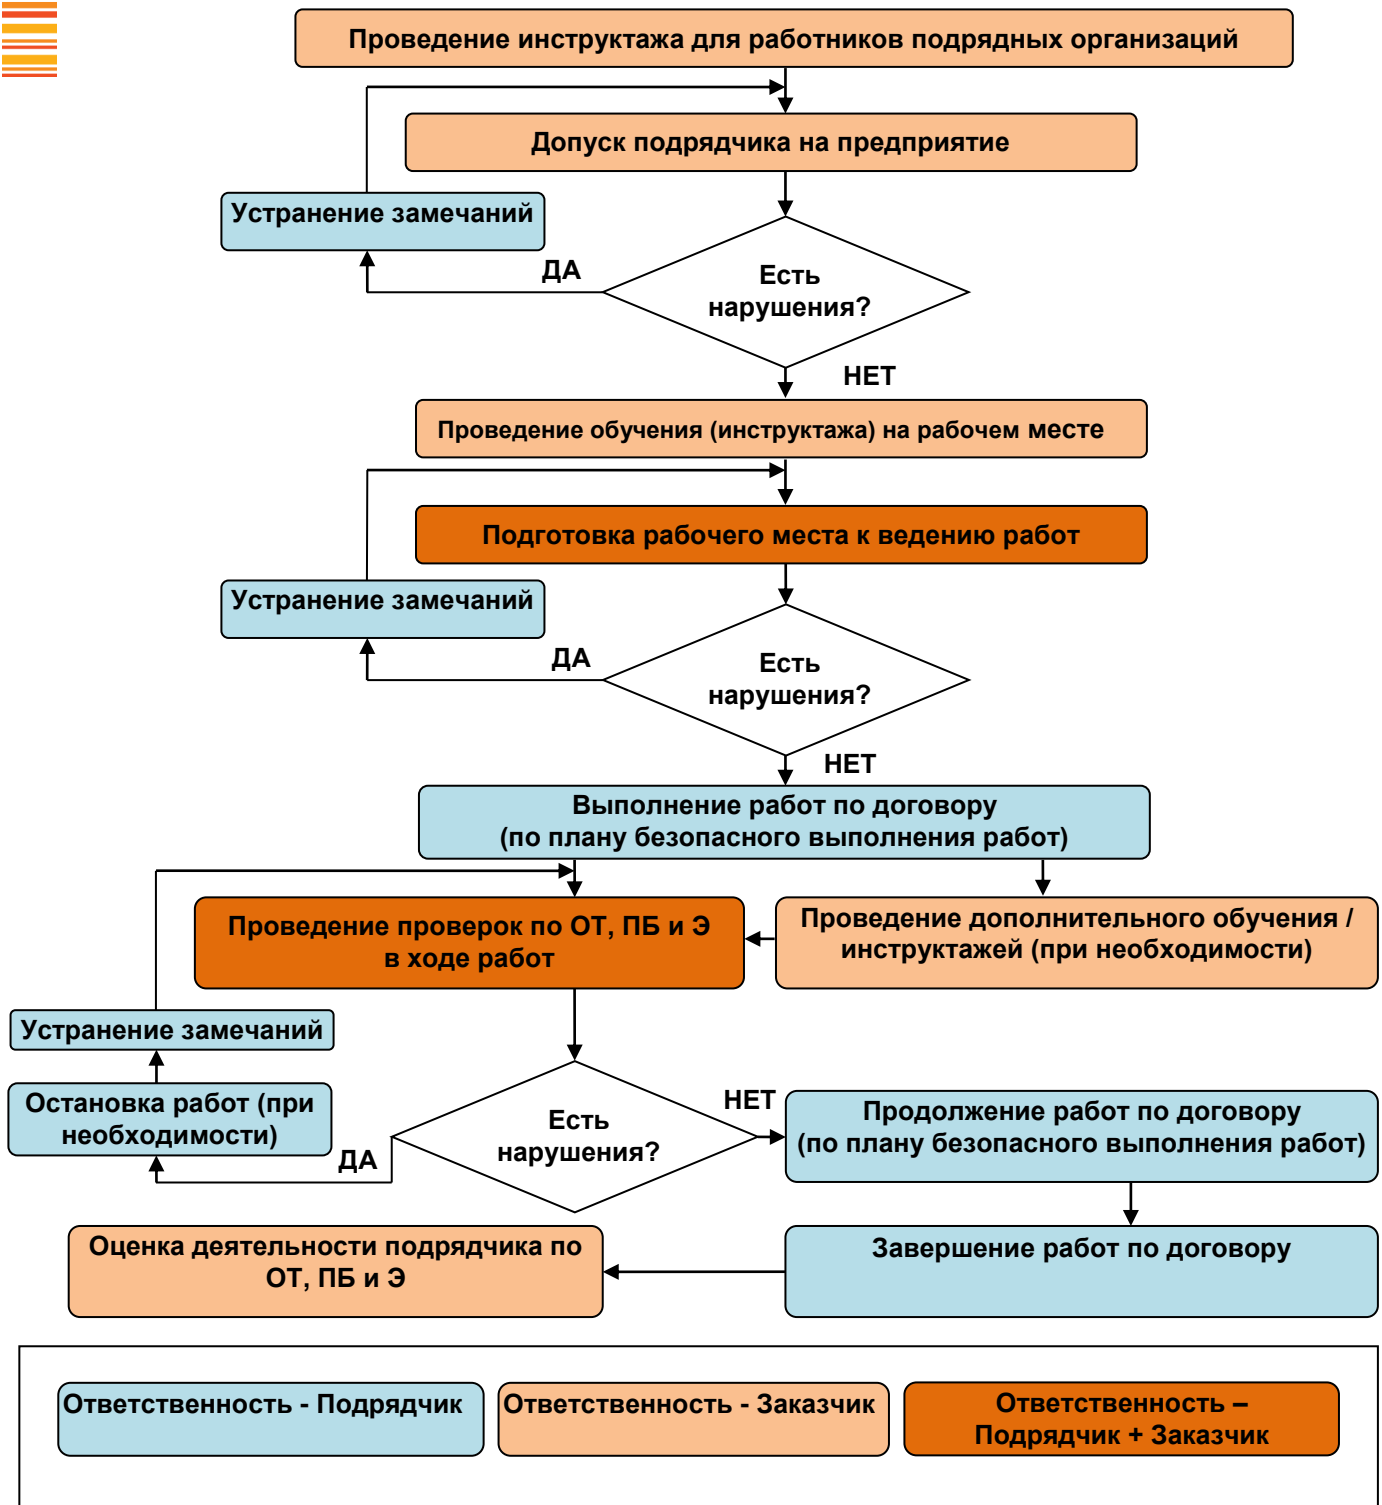 Проведение инструктажа для работников подрядных организаций
Допуск подрядчика на предприятие
Устранение замечаний
ДА
Есть
нарушения?
НЕТ
Проведение обучения (инструктажа) на рабочем месте
Подготовка рабочего места к ведению работ
Устранение замечаний
ДА
Есть
нарушения?
НЕТ
Выполнение работ по договору
(по плану безопасного выполнения работ)
Проведение проверок по ОТ, ПБ и Э
в ходе работ
Проведение дополнительного обучения /
инструктажей (при необходимости)
Устранение замечаний
Остановка работ (при
необходимости)
ДА
Есть
нарушения?
НЕТ
Продолжение работ по договору
(по плану безопасного выполнения работ)
Оценка деятельности подрядчика по
ОТ, ПБ и Э
Завершение работ по договору
Ответственность - Подрядчик
Ответственность - Заказчик
Ответственность –
Подрядчик + Заказчик